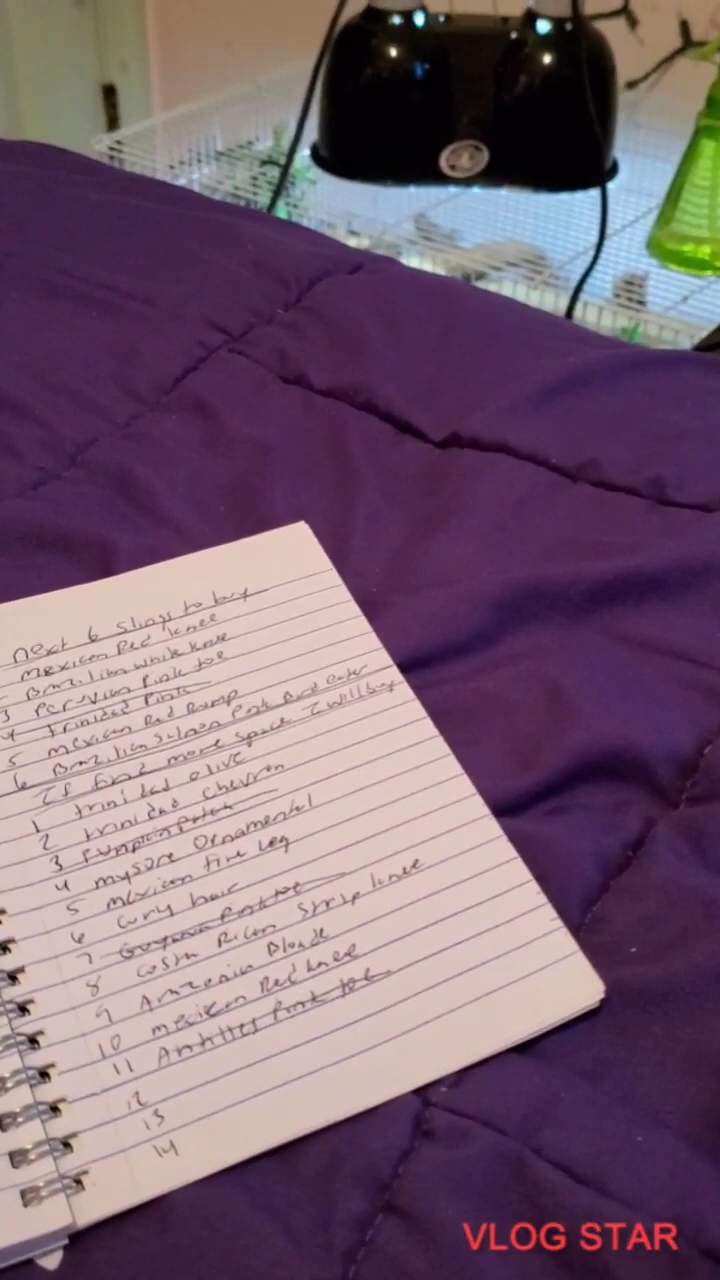 next 6 slings to buy
mexican Red knee
Brazilian white knee
3 Peruvian Pink toe
4 Trinidad Pink
5 mexican Red Rump
6 Brazilian Salmon Pink Bird eater
If find more space I will buy
1 trinidad olive
2 trinidad chevron
3 Pumpkin Patch
4 mysore Ornamental
5 mexican fire leg
6 curly hair
7 Guyana Pink toe
8 Costa Rican Stripe knee
9 Amazonia
10 mexican Red knee
11 Antilles Pink toe
12
13
14
VLOG STAR